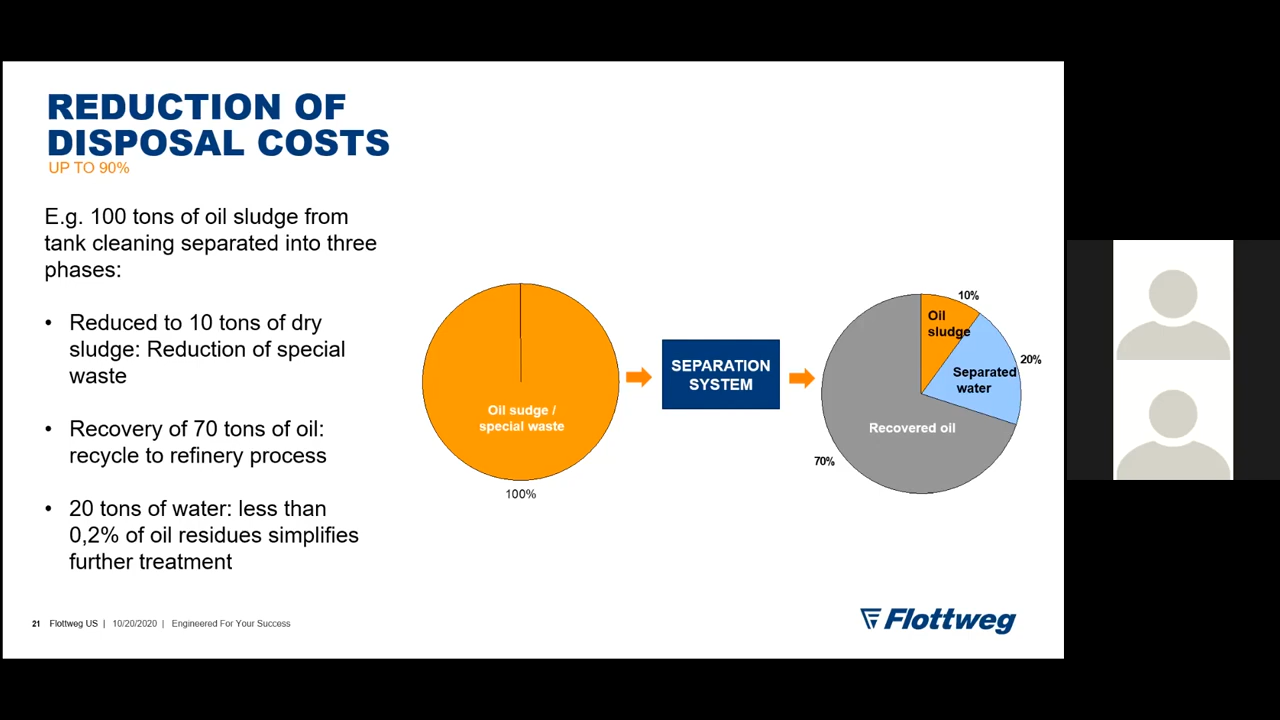 REDUCTION OF
DISPOSAL COSTS
UP TO 90%
E.g. 100 tons of oil sludge from
tank cleaning separated into three
phases:
• Reduced to 10 tons of dry
sludge: Reduction of special
waste
• Recovery of 70 tons of oil:
recycle to refinery process
• 20 tons of water: less than
0,2% of oil residues simplifies
further treatment
Oil sudge /
special waste
100%
SEPARATION
SYSTEM
10%
Oil
sludge
20%
Separated
water
Recovered oil
70%
21 Flottweg US | 10/20/2020 | Engineered For Your Success
Flottweg